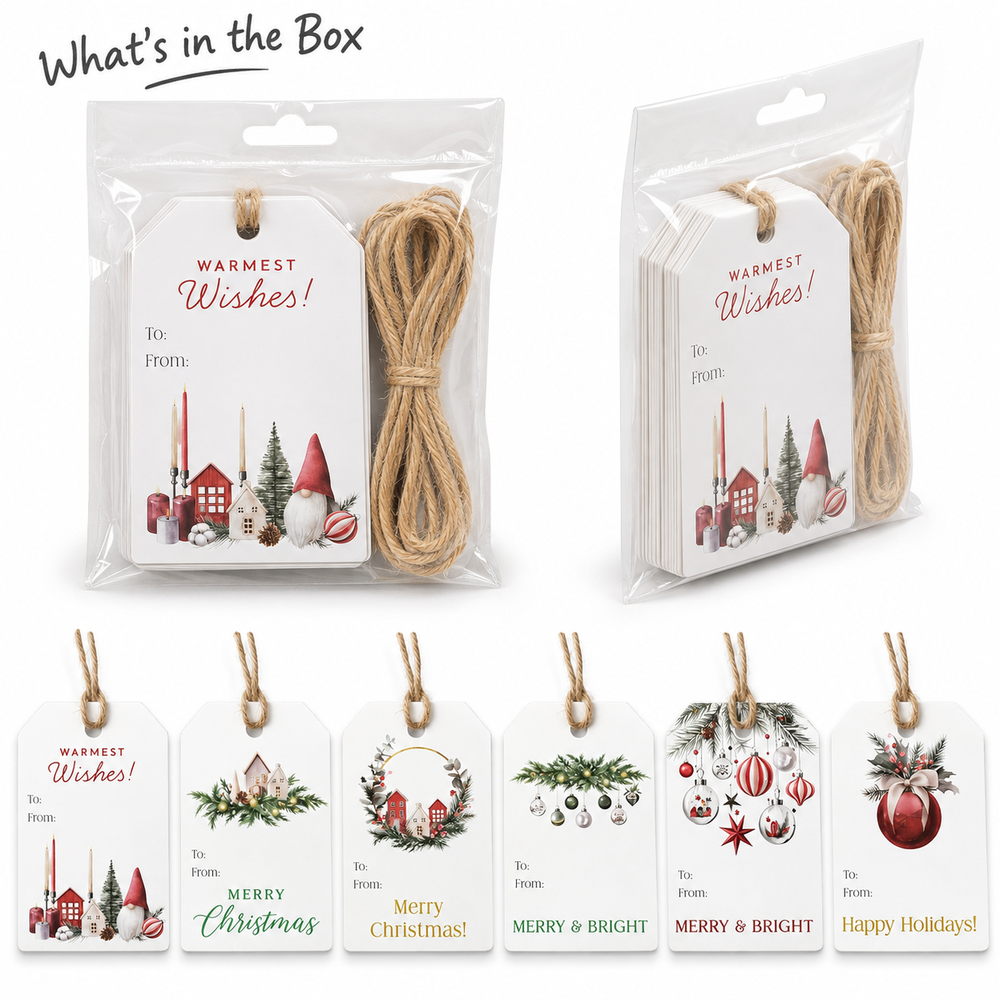 What's in the Box
WARMEST
Wishes!
To:
From:
WARMEST
Wishes!
To:
From:
WARMEST
Wishes!
To:
From:
To:
From:
MERRY
Christmas
To:
From:
Merry
Christmas!
To:
From:
MERRY & BRIGHT
To:
From:
MERRY & BRIGHT
To:
From:
Happy Holidays!